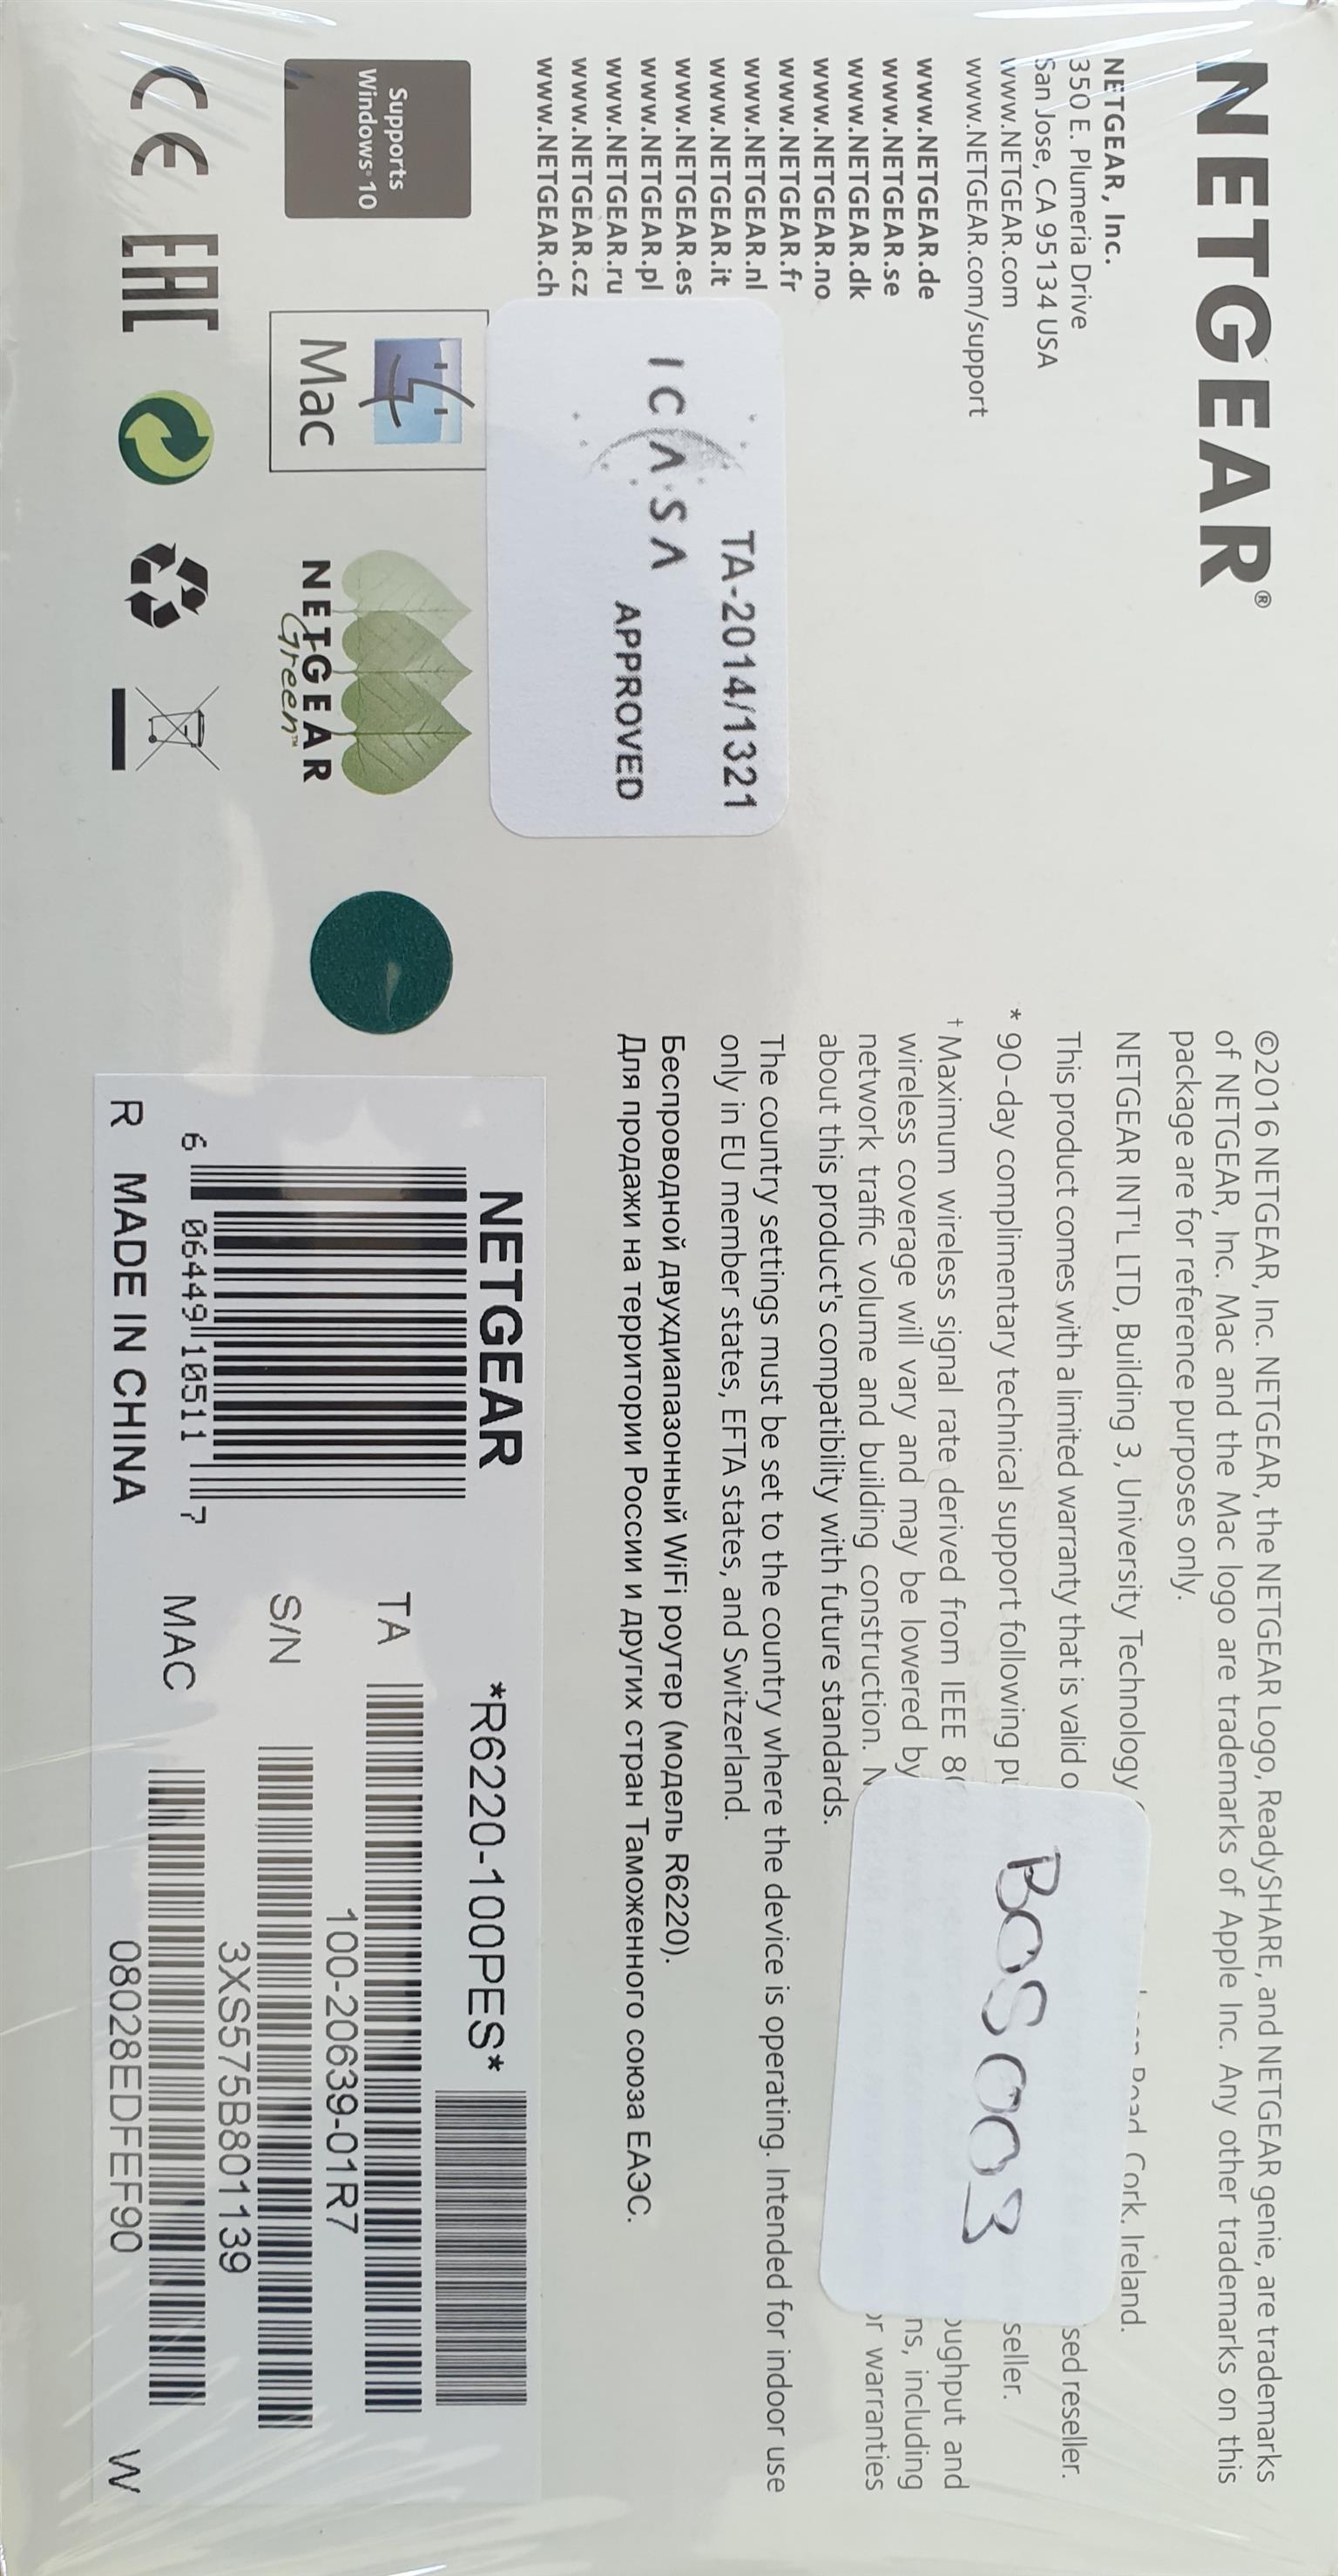 NETGEAR®
NETGEAR, Inc.
350 E. Plumeria Drive
San Jose, CA 95134 USA
www.NETGEAR.com
www.NETGEAR.com/support
www.NETGEAR.de
www.NETGEAR.se
www.NETGEAR.dk
www.NETGEAR.no
www.NETGEAR.fr
www.NETGEAR.nl
www.NETGEAR.it
www.NETGEAR.es
www.NETGEAR.pl
www.NETGEAR.ru
www.NETGEAR.cz
www.NETGEAR.ch
TA-2014/1321
ICASA
APPROVED
Supports
Windows® 10
Mac
NETGEAR
Green™
CE EAC
©2016 NETGEAR, Inc. NETGEAR, the NETGEAR Logo, ReadySHARE, and NETGEAR genie, are trademarks
of NETGEAR, Inc. Mac and the Mac logo are trademarks of Apple Inc. Any other trademarks on this
package are for reference purposes only.
NETGEAR INT'L LTD, Building 3, University Technology Road, Cork, Ireland.
This product comes with a limited warranty that is valid reseller.
* 90-day complimentary technical support following seller.
† Maximum wireless signal rate derived from IEEE and
wireless coverage will vary and may be lowered by including
network traffic volume and building construction. warranties
about this product's compatibility with future standards.
The country settings must be set to the country where the device is operating. Intended for indoor use
only in EU member states, EFTA states, and Switzerland.
Беспроводной двухдиапазонный WiFi роутер (модель R6220).
Для продажи на территории России и других стран Таможенного союза ЕАЭС.
BOS003
NETGEAR
*R6220-100PES*
6 06449 10511 7
R MADE IN CHINA
TA
100-20639-01R7
S/N
3XS575B801139
MAC
08028EDFEF90
W